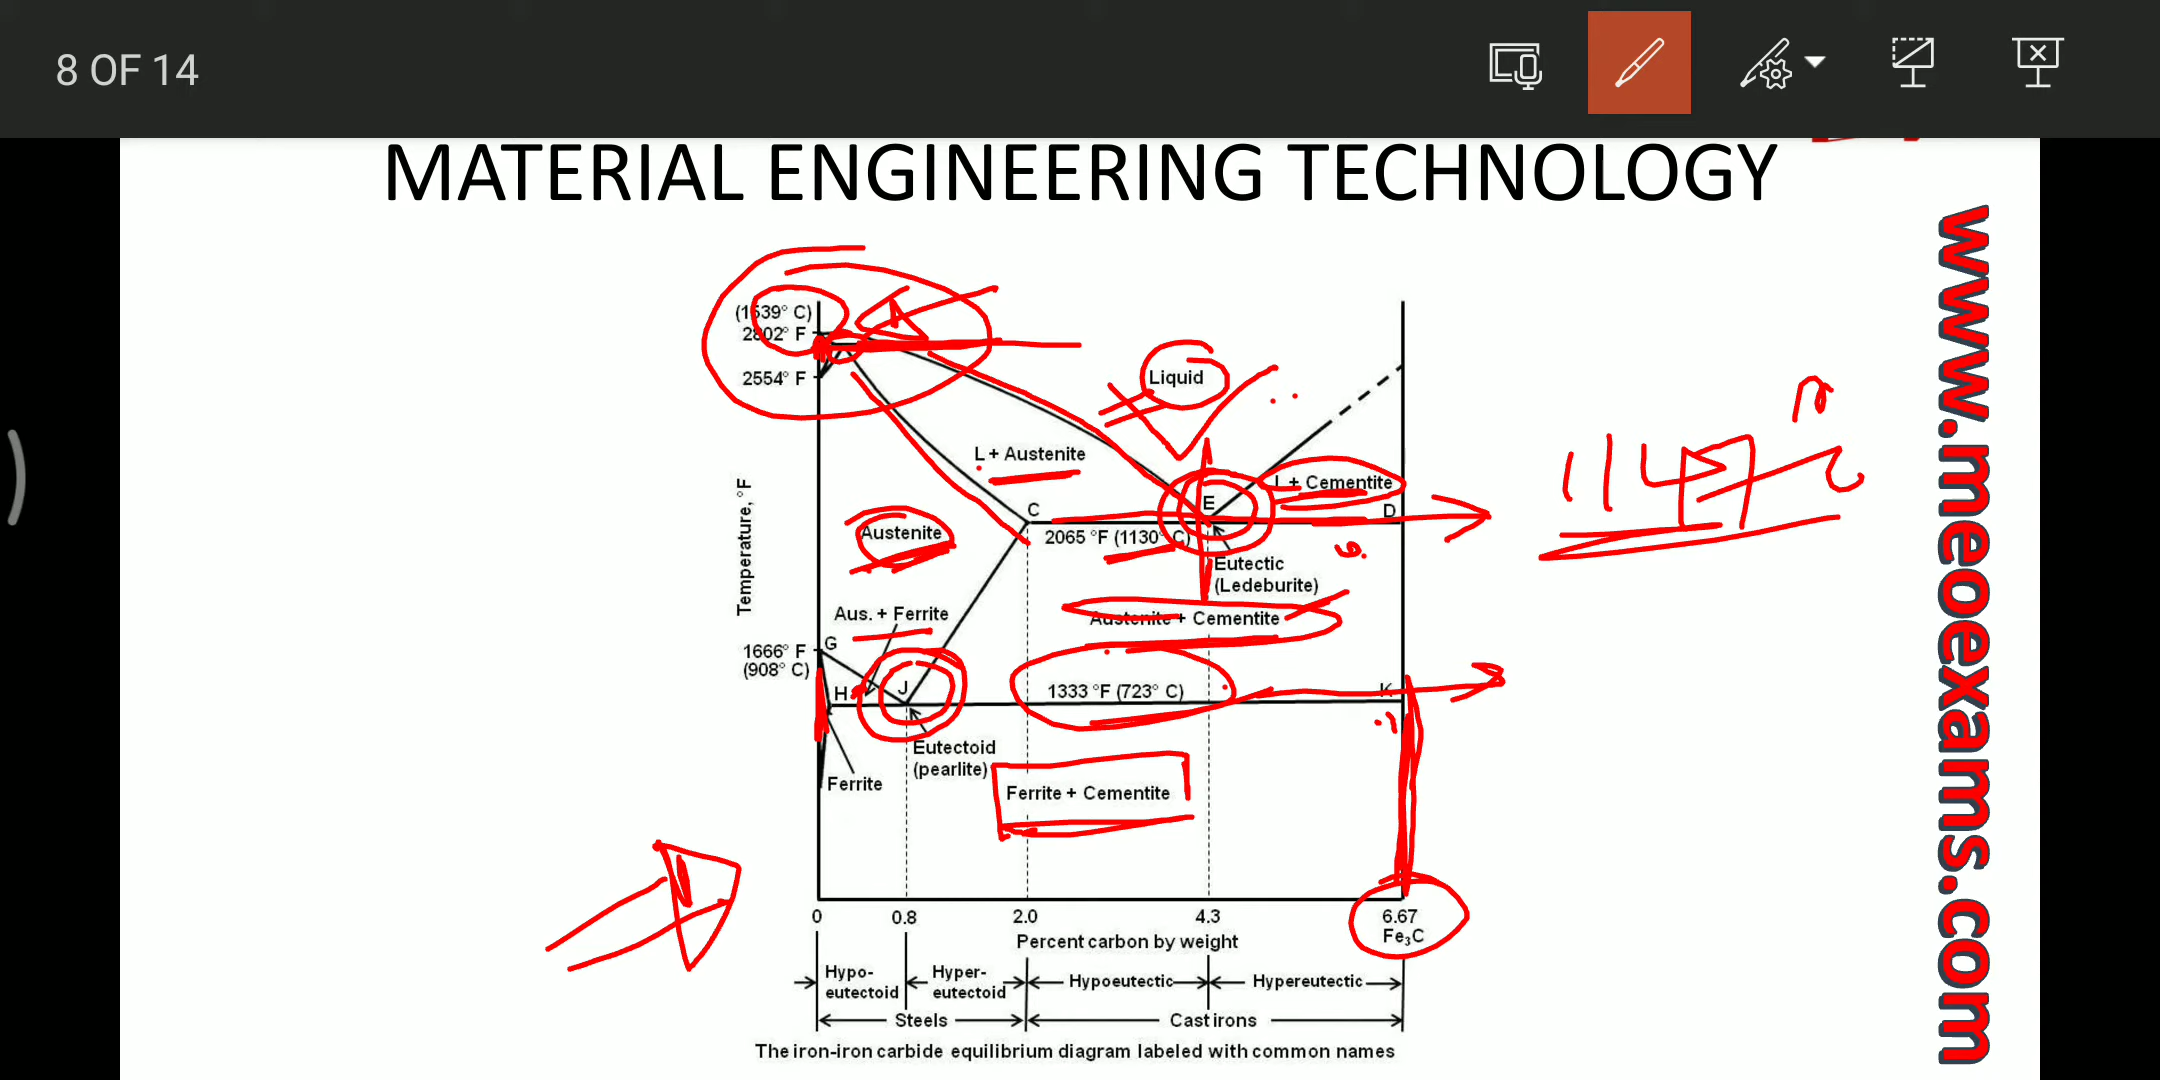 8 OF 14
MATERIAL ENGINEERING TECHNOLOGY
www.meoexams.com
(1539° C)
2802° F
2554° F
Liquid
L + Austenite
L + Cementite
1147
C
E
D
2065 °F (1130° C)
Austenite
Eutectic
(Ledeburite)
Temperature, °F
Aus. + Ferrite
Austenite + Cementite
1666° F
(908° C)
G
H
J
1333 °F (723° C)
K
Eutectoid
(pearlite)
Ferrite
Ferrite + Cementite
0 0.8 2.0 4.3 6.67
Fe₃C
Percent carbon by weight
Hypo-
eutectoid
Hyper-
eutectoid
Hypoeutectic
Hypereutectic
Steels
Cast irons
The iron-iron carbide equilibrium diagram labeled with common names